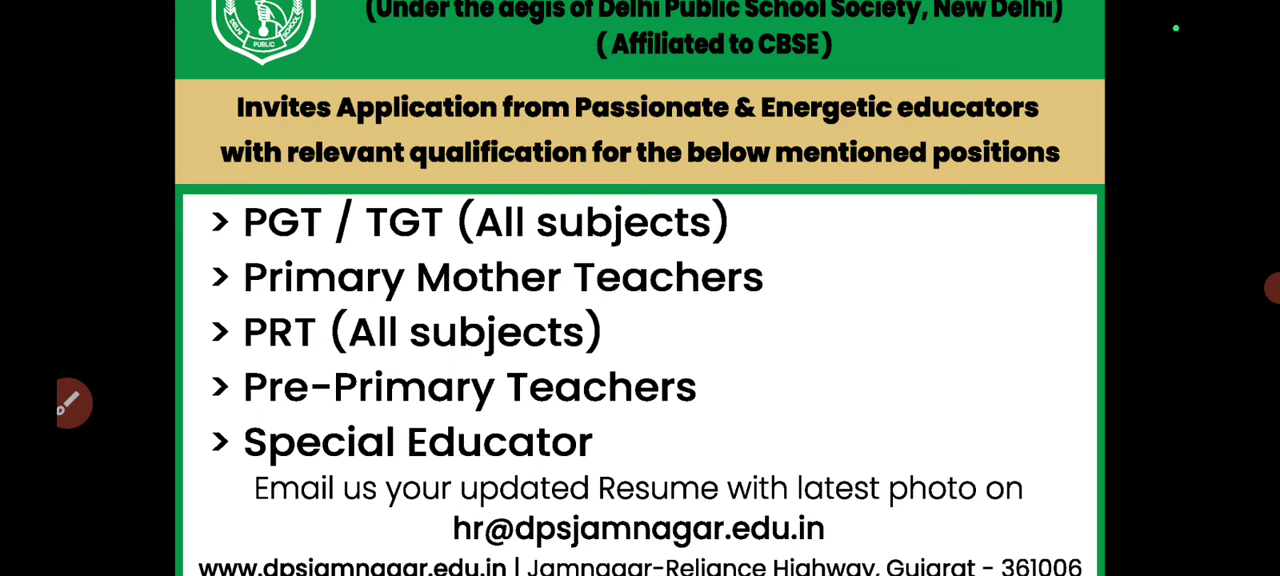 (Under the aegis of Delhi Public School Society, New Delhi)
( Affiliated to CBSE )
DELHI PUBLIC SCHOOL
Invites Application from Passionate & Energetic educators
with relevant qualification for the below mentioned positions
> PGT / TGT (All subjects)
> Primary Mother Teachers
> PRT (All subjects)
> Pre-Primary Teachers
> Special Educator
Email us your updated Resume with latest photo on
hr@dpsjamnagar.edu.in
www.dpsjamnagar.edu.in | Jamnagar-Reliance Highway, Gujarat - 361006